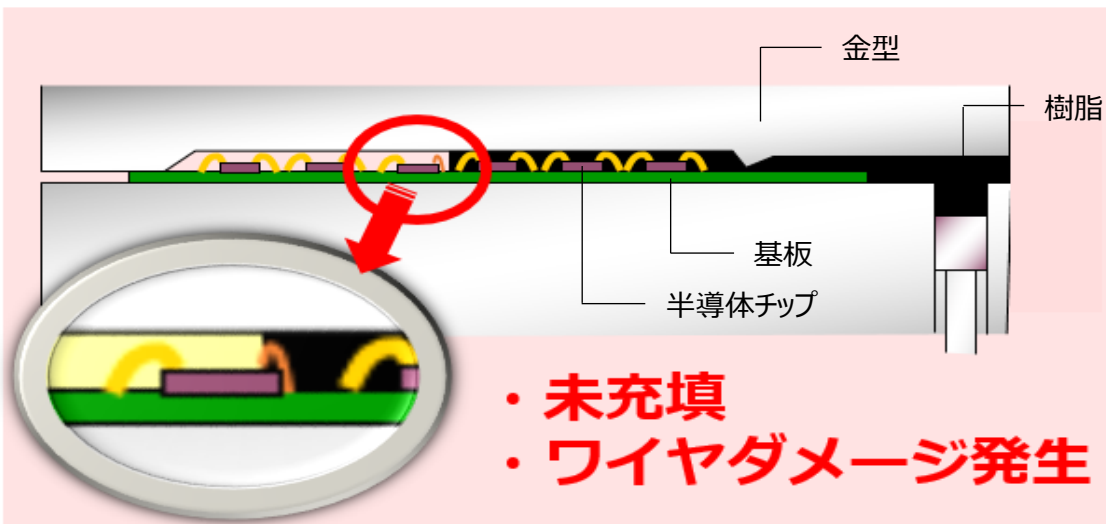 金型
樹脂
基板
半導体チップ
・未充填
・ワイヤダメージ発生